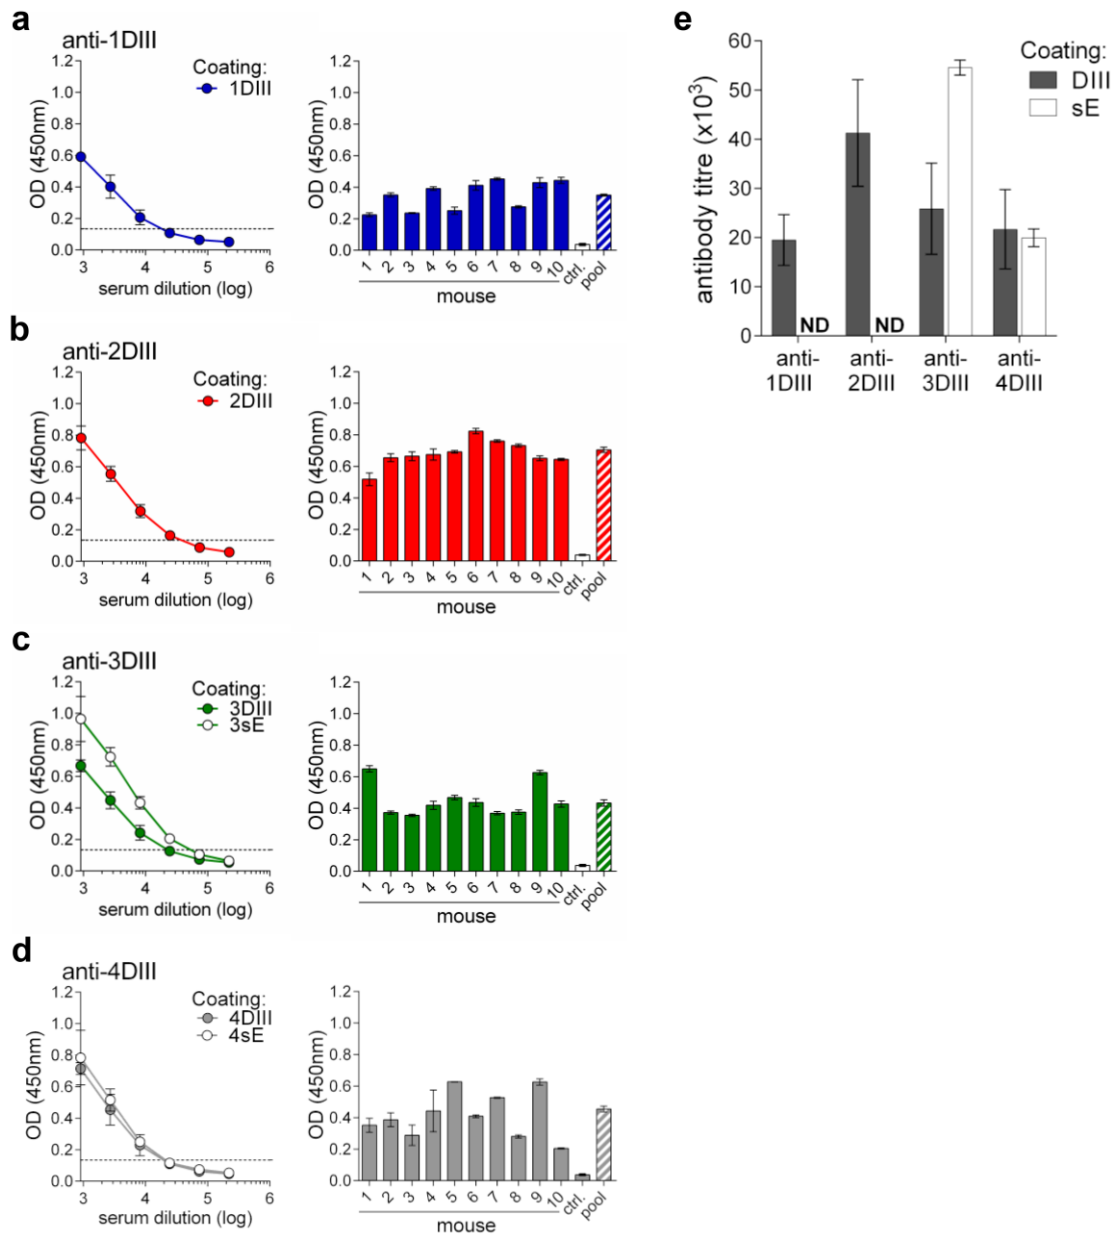 a
anti-1DIII
Coating:
1DIII
OD (450nm)
1.2
1.0
0.8
0.6
0.4
0.2
0.0
3 4 5 6
serum dilution (log)
OD (450nm)
1.2
1.0
0.8
0.6
0.4
0.2
0.0
1 2 3 4 5 6 7 8 9 10 ctrl. pool
mouse
b
anti-2DIII
Coating:
2DIII
OD (450nm)
1.2
1.0
0.8
0.6
0.4
0.2
0.0
3 4 5 6
serum dilution (log)
OD (450nm)
1.2
1.0
0.8
0.6
0.4
0.2
0.0
1 2 3 4 5 6 7 8 9 10 ctrl. pool
mouse
c
anti-3DIII
Coating:
3DIII
3sE
OD (450nm)
1.2
1.0
0.8
0.6
0.4
0.2
0.0
3 4 5 6
serum dilution (log)
OD (450nm)
1.2
1.0
0.8
0.6
0.4
0.2
0.0
1 2 3 4 5 6 7 8 9 10 ctrl. pool
mouse
d
anti-4DIII
Coating:
4DIII
4sE
OD (450nm)
1.2
1.0
0.8
0.6
0.4
0.2
0.0
3 4 5 6
serum dilution (log)
OD (450nm)
1.2
1.0
0.8
0.6
0.4
0.2
0.0
1 2 3 4 5 6 7 8 9 10 ctrl. pool
mouse
e
Coating:
DIII
sE
antibody titre (x10³)
60
50
40
30
20
10
0
ND ND
anti- anti- anti- anti-
1DIII 2DIII 3DIII 4DIII